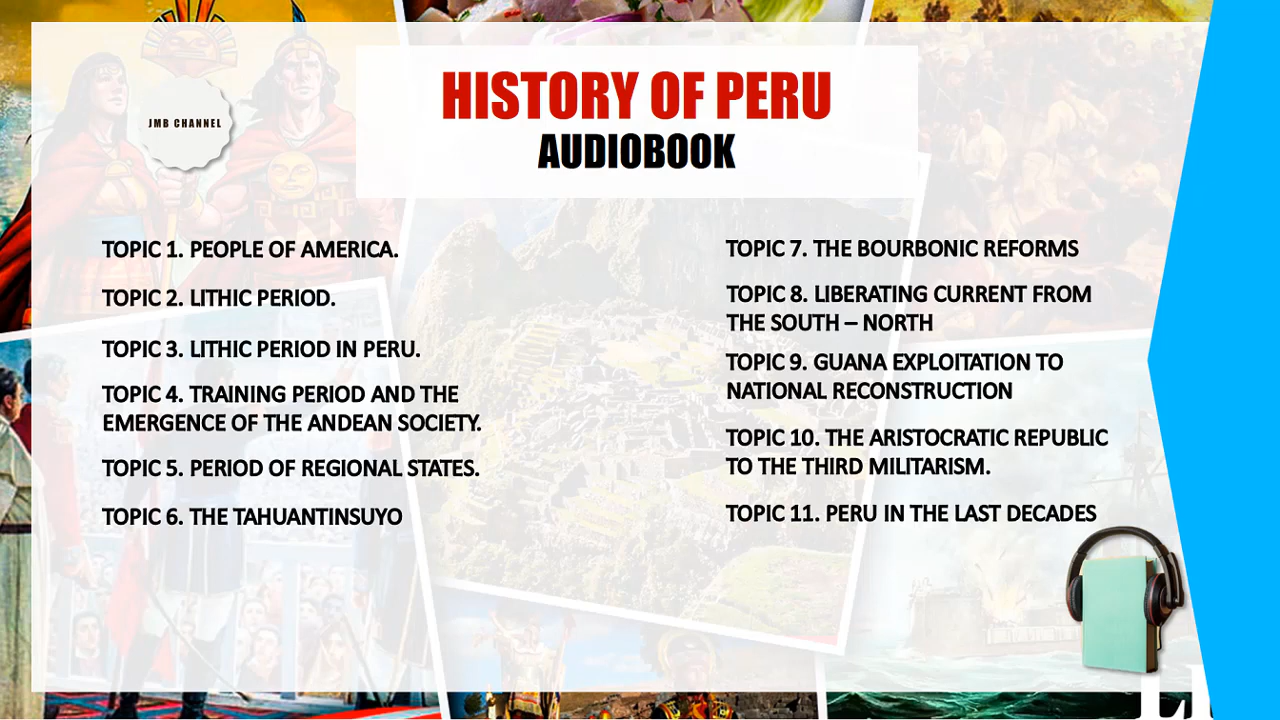 HISTORY OF PERU
AUDIOBOOK
JMB CHANNEL
TOPIC 1. PEOPLE OF AMERICA.
TOPIC 2. LITHIC PERIOD.
TOPIC 3. LITHIC PERIOD IN PERU.
TOPIC 4. TRAINING PERIOD AND THE
EMERGENCE OF THE ANDEAN SOCIETY.
TOPIC 5. PERIOD OF REGIONAL STATES.
TOPIC 6. THE TAHUANTINSUYO
TOPIC 7. THE BOURBONIC REFORMS
TOPIC 8. LIBERATING CURRENT FROM
THE SOUTH – NORTH
TOPIC 9. GUANA EXPLOITATION TO
NATIONAL RECONSTRUCTION
TOPIC 10. THE ARISTOCRATIC REPUBLIC
TO THE THIRD MILITARISM.
TOPIC 11. PERU IN THE LAST DECADES